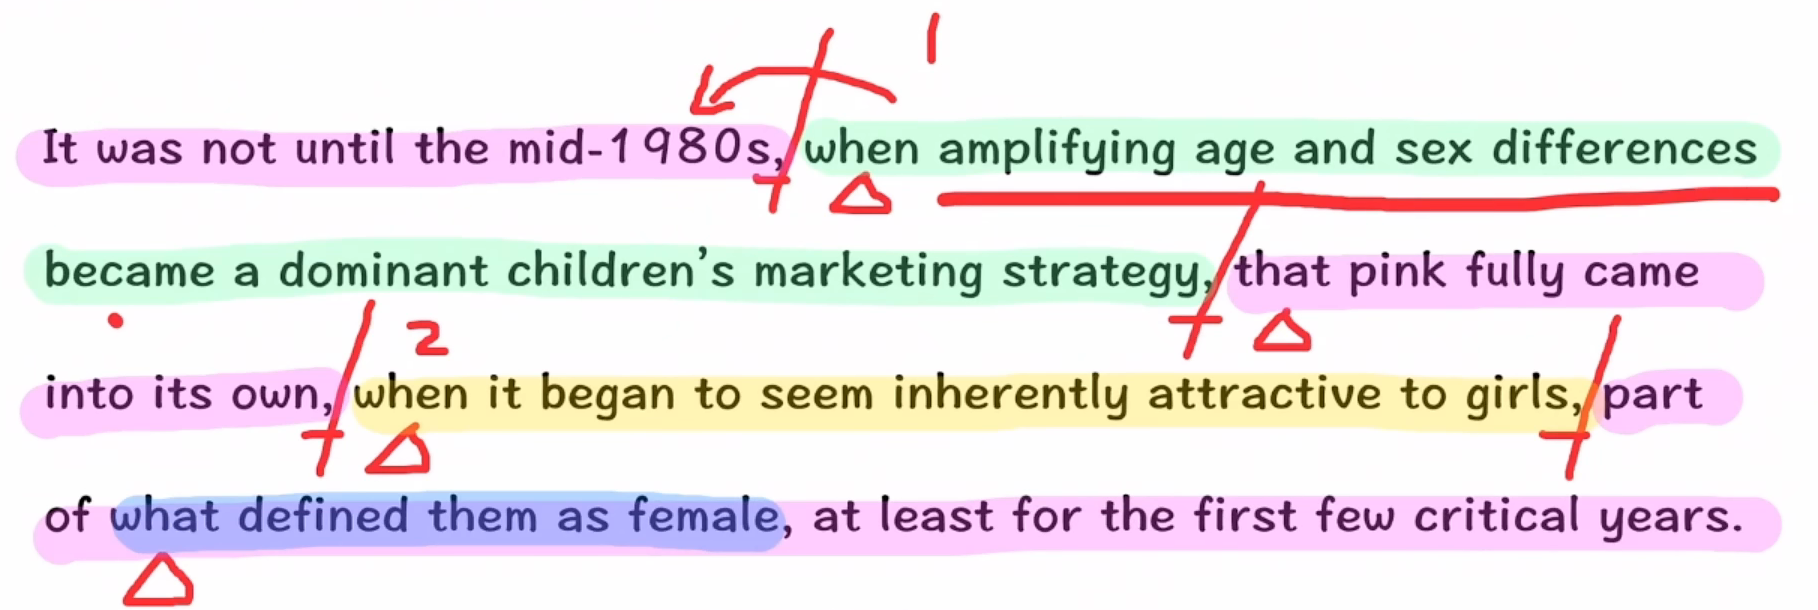 1
It was not until the mid-1980s, when amplifying age and sex differences
became a dominant children's marketing strategy, that pink fully came
2
into its own, when it began to seem inherently attractive to girls, part
of what defined them as female, at least for the first few critical years.